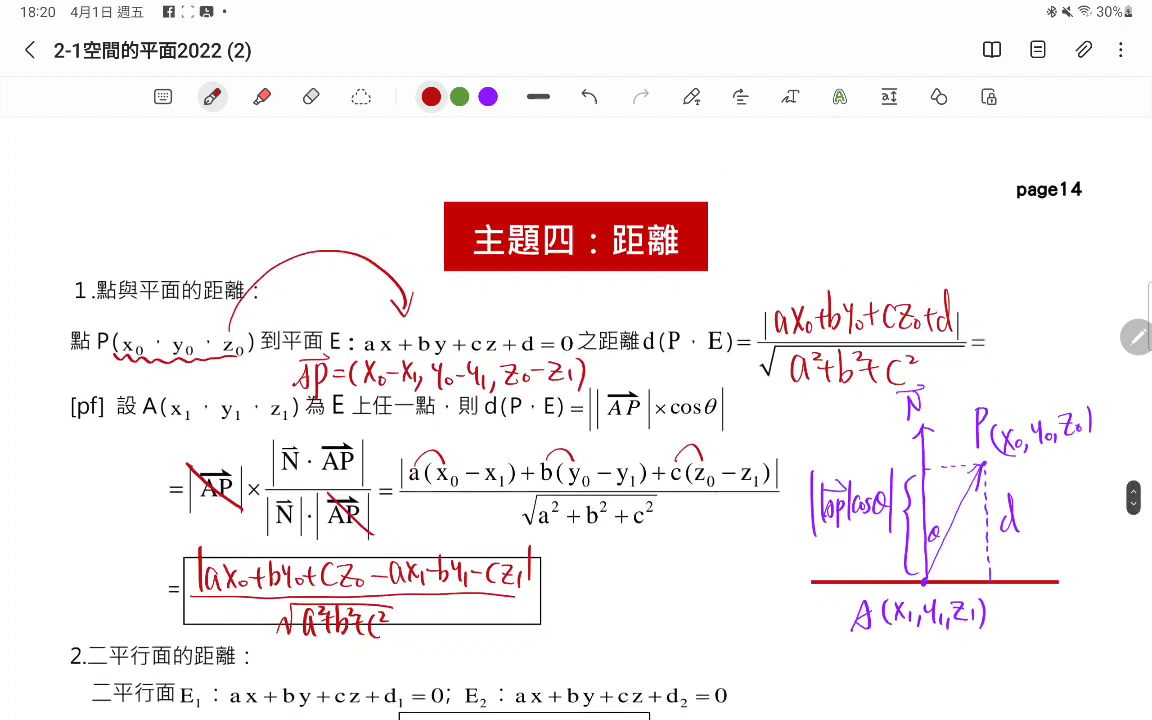 18:20 4月1日 週五 30%
2-1空間的平面2022 (2)
page14
主題四：距離
1.點與平面的距離：
點 P(x₀，y₀，z₀)到平面 E：ax+by+cz+d=0之距離d(P，E)=|ax₀+by₀+cz₀+d|/√(a²+b²+c²)=
AP=(x₀-x₁, y₀-y₁, z₀-z₁)
[pf] 設 A(x₁，y₁，z₁)為 E 上任一點，則 d(P，E)=||AP|×cosθ|
=|AP|×|N·AP|/|N|·|AP|=|a(x₀-x₁)+b(y₀-y₁)+c(z₀-z₁)|/√(a²+b²+c²)
=|ax₀+by₀+cz₀-ax₁-by₁-cz₁|/√(a²+b²+c²)
N
P(x₀,y₀,z₀)
|AP|cosθ
θ
d
A(x₁,y₁,z₁)
2.二平行面的距離：
二平行面E₁：ax+by+cz+d₁=0; E₂：ax+by+cz+d₂=0